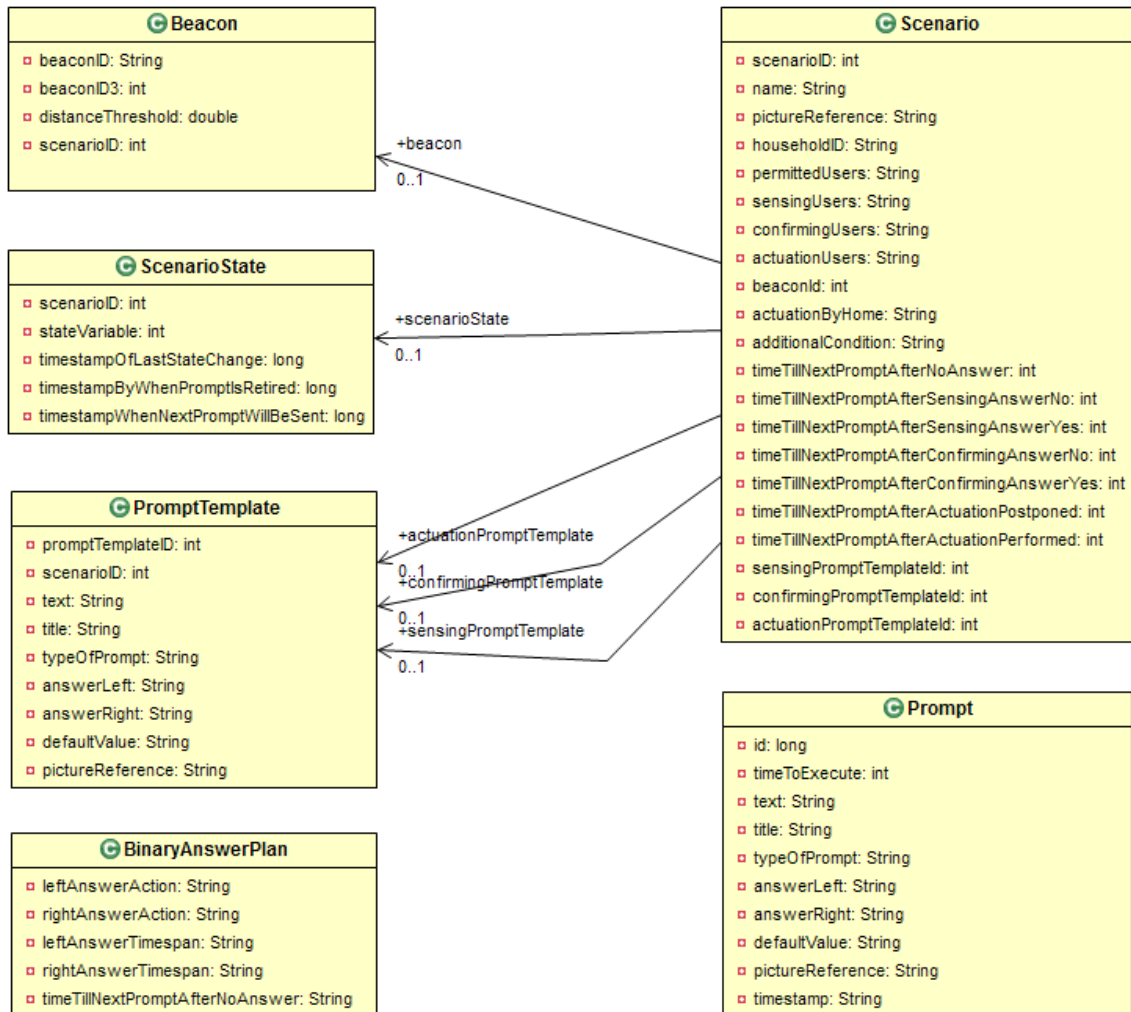 Beacon
beaconID: String
beaconID3: int
distanceThreshold: double
scenarioID: int
ScenarioState
scenarioID: int
stateVariable: int
timestampOfLastStateChange: long
timestampByWhenPromptIsRetired: long
timestampWhenNextPromptWillBeSent: long
PromptTemplate
promptTemplateID: int
scenarioID: int
text: String
title: String
typeOfPrompt: String
answerLeft: String
answerRight: String
defaultValue: String
pictureReference: String
BinaryAnswerPlan
leftAnswerAction: String
rightAnswerAction: String
leftAnswerTimespan: String
rightAnswerTimespan: String
timeTillNextPromptAfterNoAnswer: String
+beacon
0..1
+scenarioState
0..1
+actuationPromptTemplate
0..1
+confirmingPromptTemplate
0..1
+sensingPromptTemplate
0..1
Scenario
scenarioID: int
name: String
pictureReference: String
householdID: String
permittedUsers: String
sensingUsers: String
confirmingUsers: String
actuationUsers: String
beaconId: int
actuationByHome: String
additionalCondition: String
timeTillNextPromptAfterNoAnswer: int
timeTillNextPromptAfterSensingAnswerNo: int
timeTillNextPromptAfterSensingAnswerYes: int
timeTillNextPromptAfterConfirmingAnswerNo: int
timeTillNextPromptAfterConfirmingAnswerYes: int
timeTillNextPromptAfterActuationPostponed: int
timeTillNextPromptAfterActuationPerformed: int
sensingPromptTemplateId: int
confirmingPromptTemplateId: int
actuationPromptTemplateId: int
Prompt
id: long
timeToExecute: int
text: String
title: String
typeOfPrompt: String
answerLeft: String
answerRight: String
defaultValue: String
pictureReference: String
timestamp: String